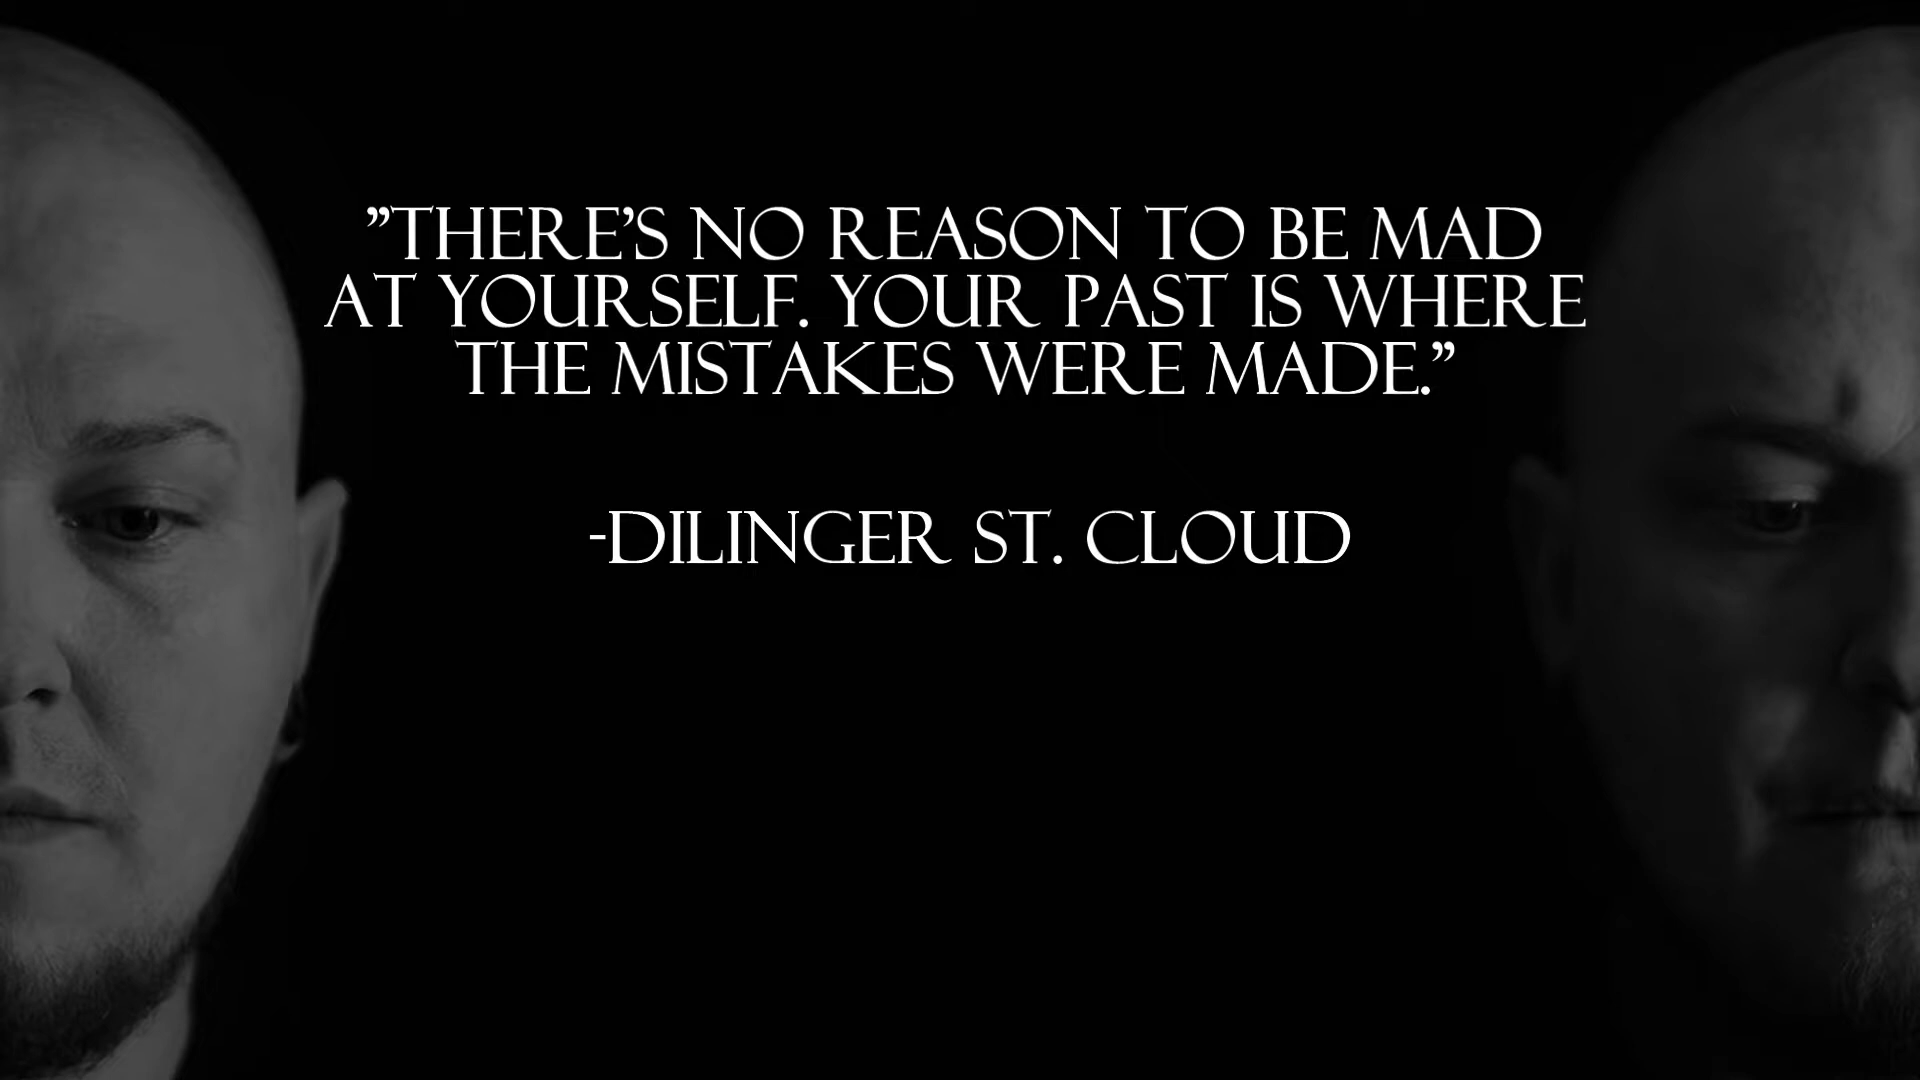 ”THERE’S NO REASON TO BE MAD
AT YOURSELF. YOUR PAST IS WHERE
THE MISTAKES WERE MADE.”
-DILINGER ST. CLOUD